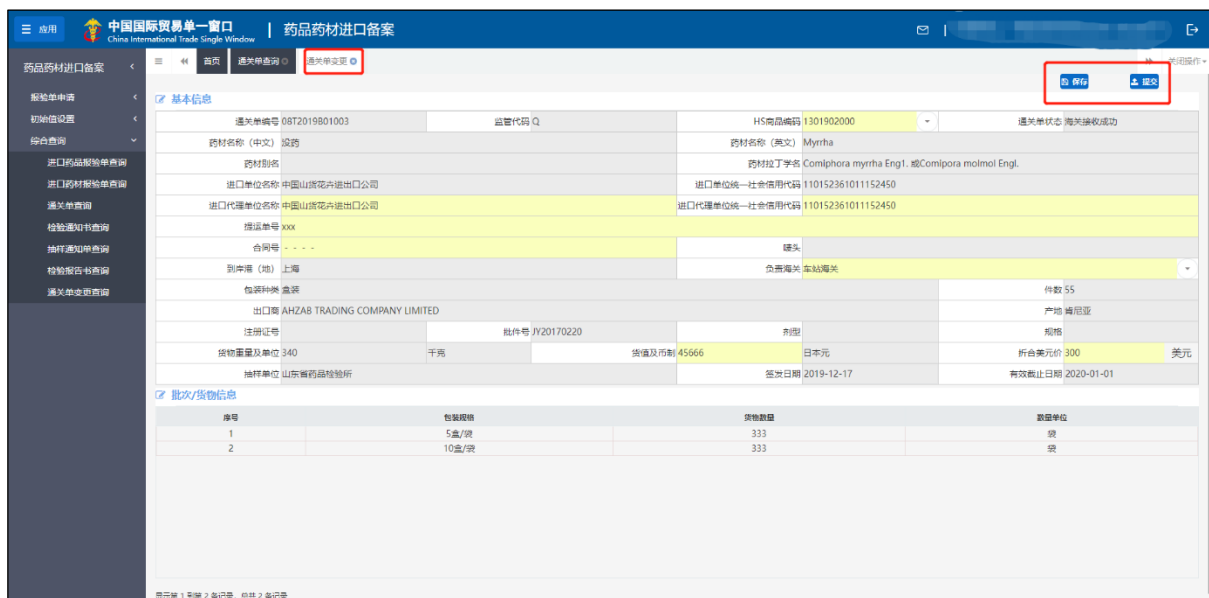 应用 中国国际贸易单一窗口 | 药品药材进口备案
China International Trade Single Window
药品药材进口备案 首页 通关单查询 通关单变更 关闭操作
保存 提交
报验单申请
初始值设置
综合查询
进口药品报验单查询
进口药材报验单查询
通关单查询
检验通知书查询
抽样通知单查询
检验报告书查询
通关单变更查询
基本信息
通关单编号 08T2019B01003 监管代码 Q HS商品编码 1301902000 通关单状态 海关接收成功
药材名称（中文） 没药 药材名称（英文） Myrrha
药材别名 药材拉丁学名 Comiphora myrrha Eng1. 或Comipora molmol Engl.
进口单位名称 中国山货花卉进出口公司 进口单位统一社会信用代码 110152361011152450
进口代理单位名称 中国山货花卉进出口公司 进口代理单位统一社会信用代码 110152361011152450
提运单号 xxx
合同号 - - - - 唛头
到岸港（地） 上海 负责海关 车站海关
包装种类 盒装 件数 55
出口商 AHZAB TRADING COMPANY LIMITED 产地 肯尼亚
注册证号 批件号 JY20170220 剂型 规格
货物重量及单位 340 千克 货值及币制 45666 日本元 折合美元价 300 美元
抽样单位 山东省药品检验所 签发日期 2019-12-17 有效截止日期 2020-01-01
批次/货物信息
序号 包装规格 货物数量 数量单位
1 5盒/袋 333 袋
2 10盒/袋 333 袋
显示第 1 到第 2 条记录，总共 2 条记录